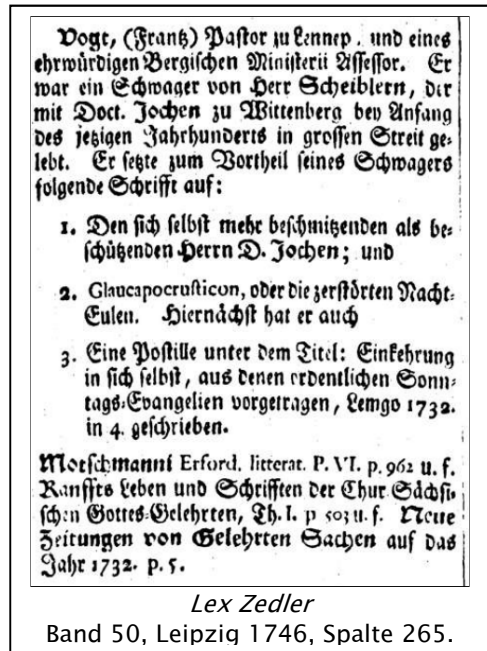 Vogt, (Frantz) Pastor zu Lennep, und eines
ehrwürdigen Bergischen Ministerii Assessor. Er
war ein Schwager von Herr Scheiblern, der
mit Doct. Jochen zu Wittenberg bey Anfang
des jetzigen Jahrhunderts in grossen Streit ge-
lebt. Er setzte zum Vortheil seines Schwagers
folgende Schrifft auf:
1. Den sich selbst mehr beschmitzenden als be-
schützenden Herrn D. Jochen; und
2. Glaucapocrusticon, oder die zerstörten Nacht-
Eulen. Hiernächst hat er auch
3. Eine Postille unter dem Titel: Einkehrung
in sich selbst, aus denen ordentlichen Sonn-
tags-Evangelien vorgetragen, Lemgo 1732.
in 4. geschrieben.
Motschmanni Erford. litterat. P. VI. p. 962 u. f.
Ranffts Leben und Schrifften der Chur Sächsi-
schen Gottes-Gelehrten, Th. I. p 503 u. f. Neue
Zeitungen von Gelehrten Sachen auf das
Jahr 1732. p. 5.
Lex Zedler
Band 50, Leipzig 1746, Spalte 265.